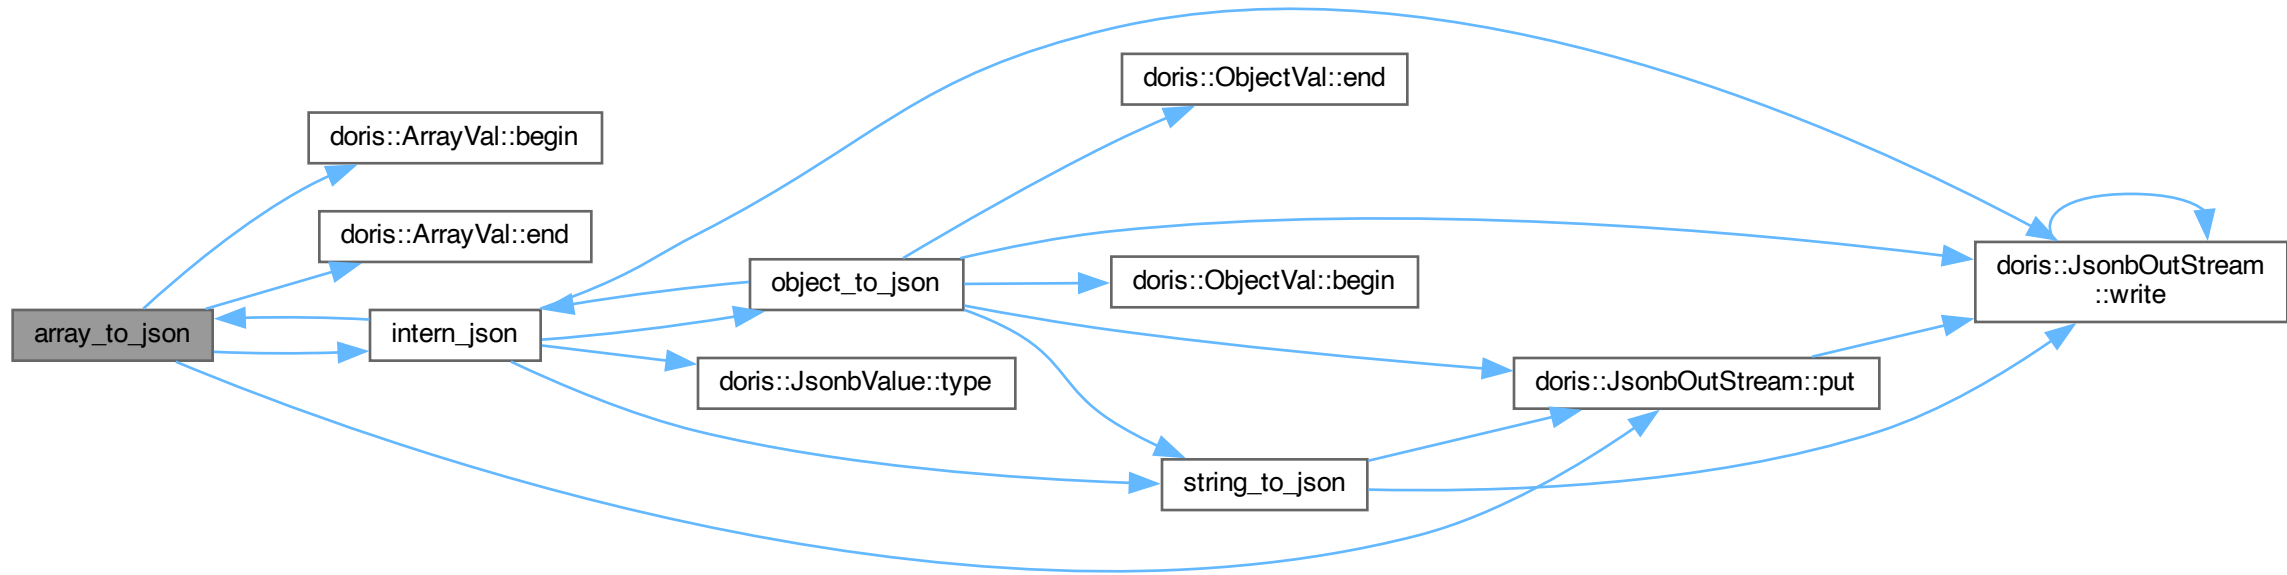 array_to_json
doris::ArrayVal::begin
doris::ArrayVal::end
intern_json
object_to_json
doris::JsonbValue::type
doris::ObjectVal::end
doris::ObjectVal::begin
string_to_json
doris::JsonbOutStream::put
doris::JsonbOutStream
::write